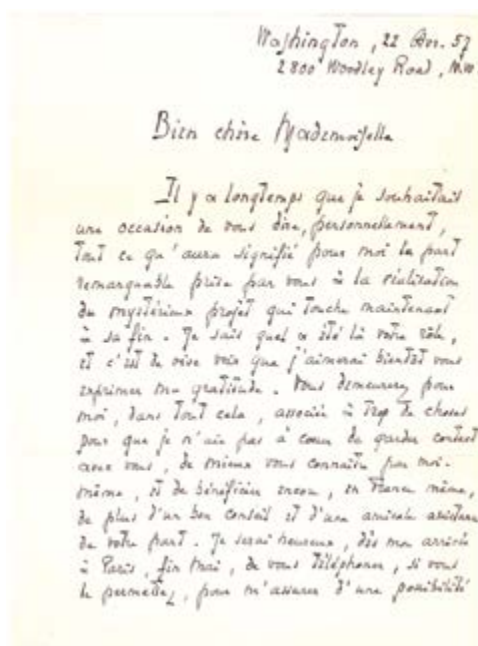 Washington, 22 Avr. 57
2800 Woodley Road, N.W
Bien chère Mademoiselle
Il y a longtemps que je souhaitais
une occasion de vous dire, personnellement,
tout ce qu'aura signifié pour moi la part
remarquable prise par vous à la réalisation
du mystérieux projet qui touche maintenant
à sa fin. Je sais quel a été là votre rôle,
et c'est de vive voix que j'aimerai bientôt vous
exprimer ma gratitude. Vous demeurez pour
moi, dans tout cela, associée à trop de choses
pour que je n'aie pas à cœur de garder contact
avec vous, de mieux vous connaître par moi-
même, et de bénéficier encore, en France même,
de plus d'un bon conseil et d'une amicale assistance
de votre part. Je serai heureux, dès mon arrivée
à Paris, fin Mai, de vous téléphoner, si vous
le permettez, pour m'assurer d'une possibilité